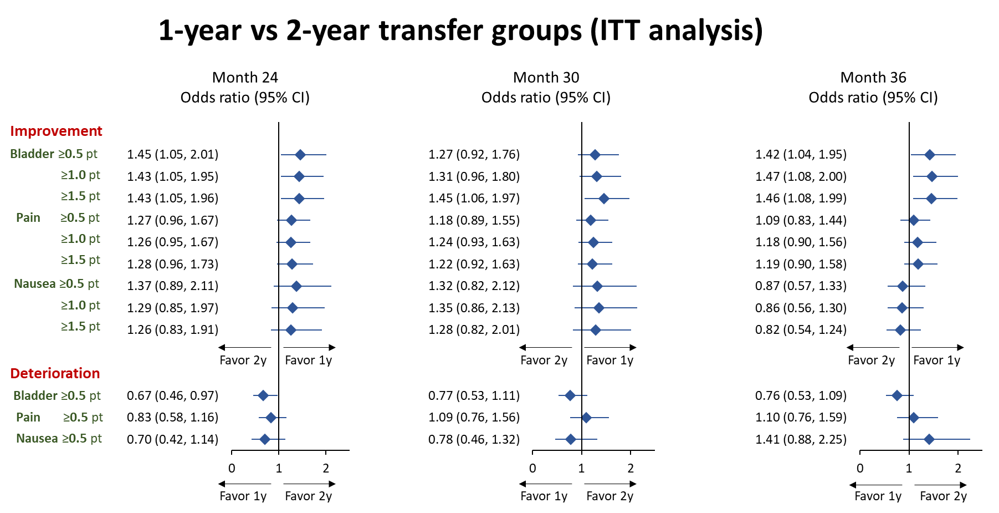 1-year vs 2-year transfer groups (ITT analysis)
Month 24 Month 30 Month 36
Odds ratio (95% CI) Odds ratio (95% CI) Odds ratio (95% CI)
Improvement
Bladder ≥0.5 pt 1.45 (1.05, 2.01) 1.27 (0.92, 1.76) 1.42 (1.04, 1.95)
≥1.0 pt 1.43 (1.05, 1.95) 1.31 (0.96, 1.80) 1.47 (1.08, 2.00)
≥1.5 pt 1.43 (1.05, 1.96) 1.45 (1.06, 1.97) 1.46 (1.08, 1.99)
Pain ≥0.5 pt 1.27 (0.96, 1.67) 1.18 (0.89, 1.55) 1.09 (0.83, 1.44)
≥1.0 pt 1.26 (0.95, 1.67) 1.24 (0.93, 1.63) 1.18 (0.90, 1.56)
≥1.5 pt 1.28 (0.96, 1.73) 1.22 (0.92, 1.63) 1.19 (0.90, 1.58)
Nausea ≥0.5 pt 1.37 (0.89, 2.11) 1.32 (0.82, 2.12) 0.87 (0.57, 1.33)
≥1.0 pt 1.29 (0.85, 1.97) 1.35 (0.86, 2.13) 0.86 (0.56, 1.30)
≥1.5 pt 1.26 (0.83, 1.91) 1.28 (0.82, 2.01) 0.82 (0.54, 1.24)
Favor 2y Favor 1y Favor 2y Favor 1y Favor 2y Favor 1y
Deterioration
Bladder ≥0.5 pt 0.67 (0.46, 0.97) 0.77 (0.53, 1.11) 0.76 (0.53, 1.09)
Pain ≥0.5 pt 0.83 (0.58, 1.16) 1.09 (0.76, 1.56) 1.10 (0.76, 1.59)
Nausea ≥0.5 pt 0.70 (0.42, 1.14) 0.78 (0.46, 1.32) 1.41 (0.88, 2.25)
0 1 2 0 1 2 0 1 2
Favor 1y Favor 2y Favor 1y Favor 2y Favor 1y Favor 2y